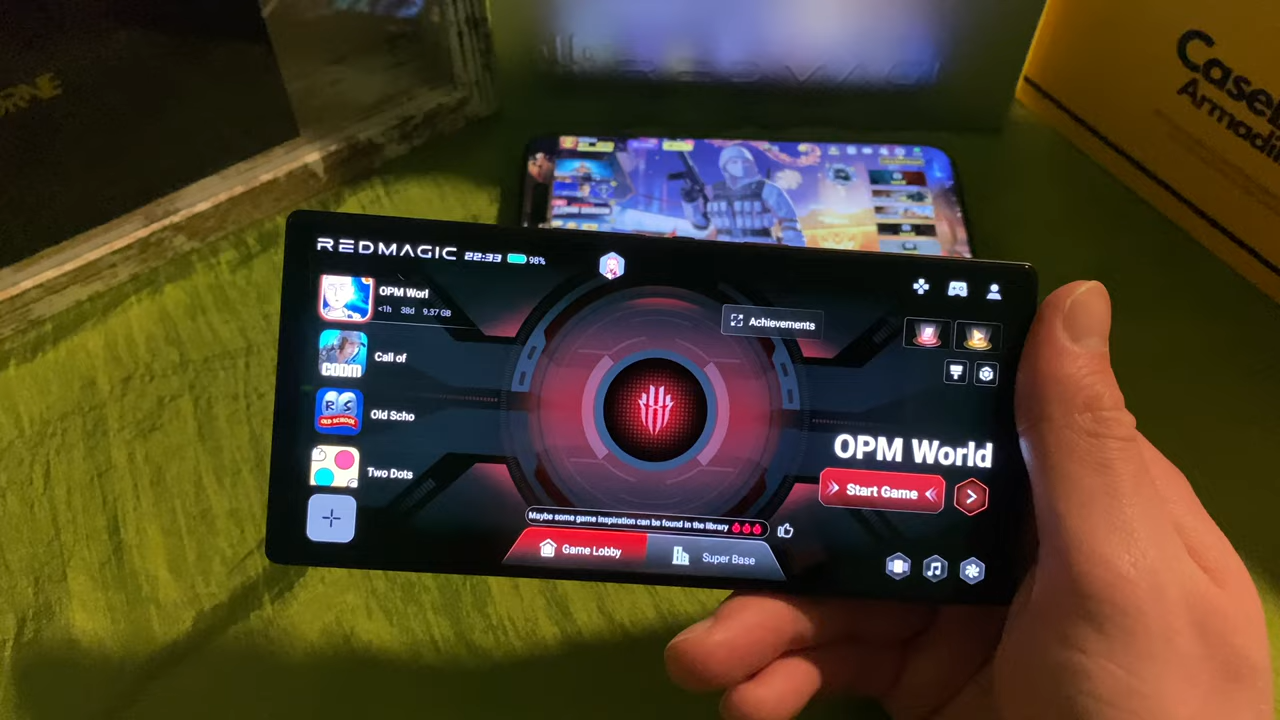 Case
Armadi
REDMAGIC 22:33 98%
OPM Worl
<1h 38d 9.37 GB
Achievements
Call of
CODM
Old Scho
RS
OLD SCHOOL
Two Dots
OPM World
Start Game
Maybe some game inspiration can be found in the library
Game Lobby
Super Base